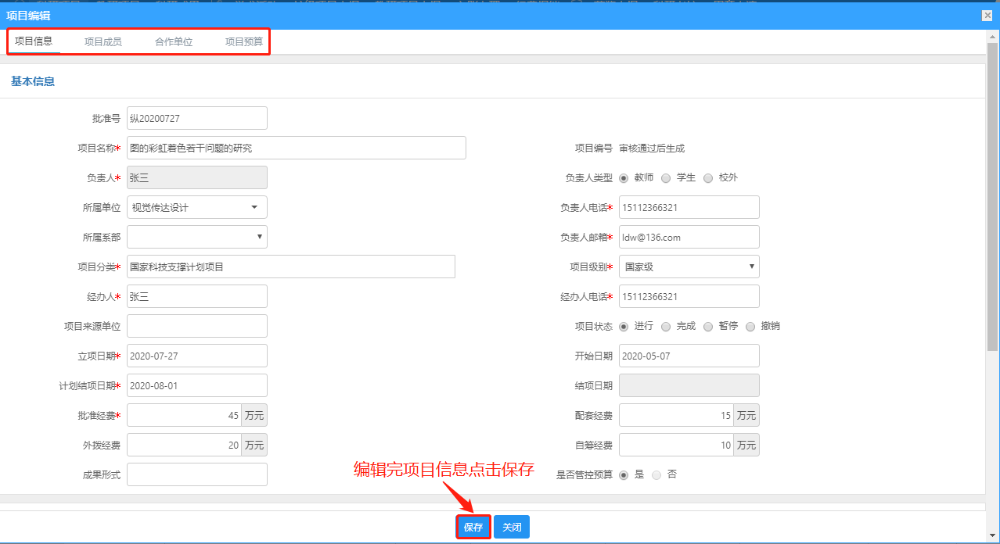 项目编辑
项目信息 项目成员 合作单位 项目预算
基本信息
批准号 纵20200727
项目名称* 图的彩虹着色若干问题的研究 项目编号 审核通过后生成
负责人* 张三 负责人类型 教师 学生 校外
所属单位 视觉传达设计 负责人电话* 15112366321
所属系部 负责人邮箱* ldw@136.com
项目分类* 国家科技支撑计划项目 项目级别* 国家级
经办人* 张三 经办人电话* 15112366321
项目来源单位 项目状态 进行 完成 暂停 撤销
立项日期* 2020-07-27 开始日期 2020-05-07
计划结项日期* 2020-08-01 结项日期
批准经费* 45 万元 配套经费 15 万元
外拨经费 20 万元 自筹经费 10 万元
成果形式 是否管控预算 是 否
编辑完项目信息点击保存
保存 关闭